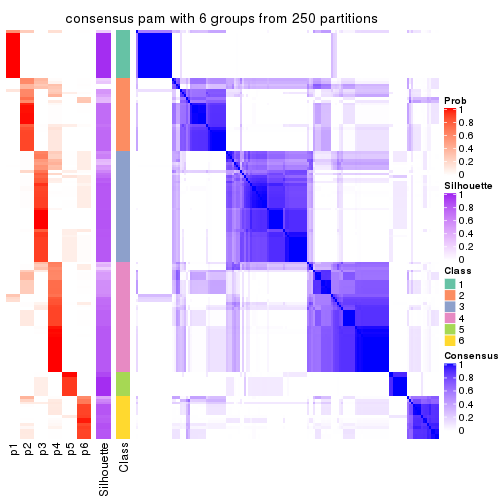 consensus pam with 6 groups from 250 partitions
Prob
1
0.8
0.6
0.4
0.2
0
Silhouette
1
0.8
0.6
0.4
0.2
0
Class
1
2
3
4
5
6
Consensus
1
0.8
0.6
0.4
0.2
0
p1
p2
p3
p4
p5
p6
Silhouette
Class